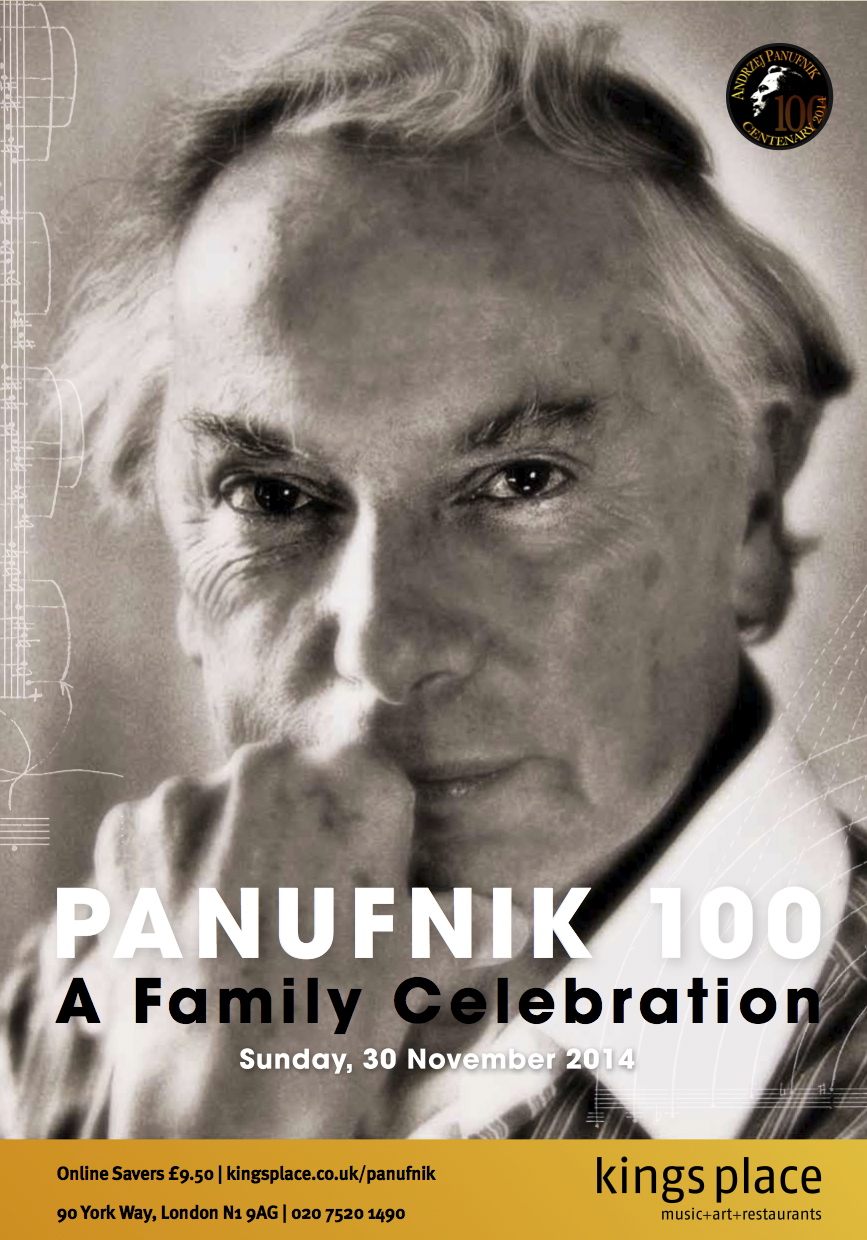 ANDRZEJ PANUFNIK
100
CENTENARY 2014
PANUFNIK 100
A Family Celebration
Sunday, 30 November 2014
Online Savers £9.50 | kingsplace.co.uk/panufnik
90 York Way, London N1 9AG | 020 7520 1490
kings place
music+art+restaurants